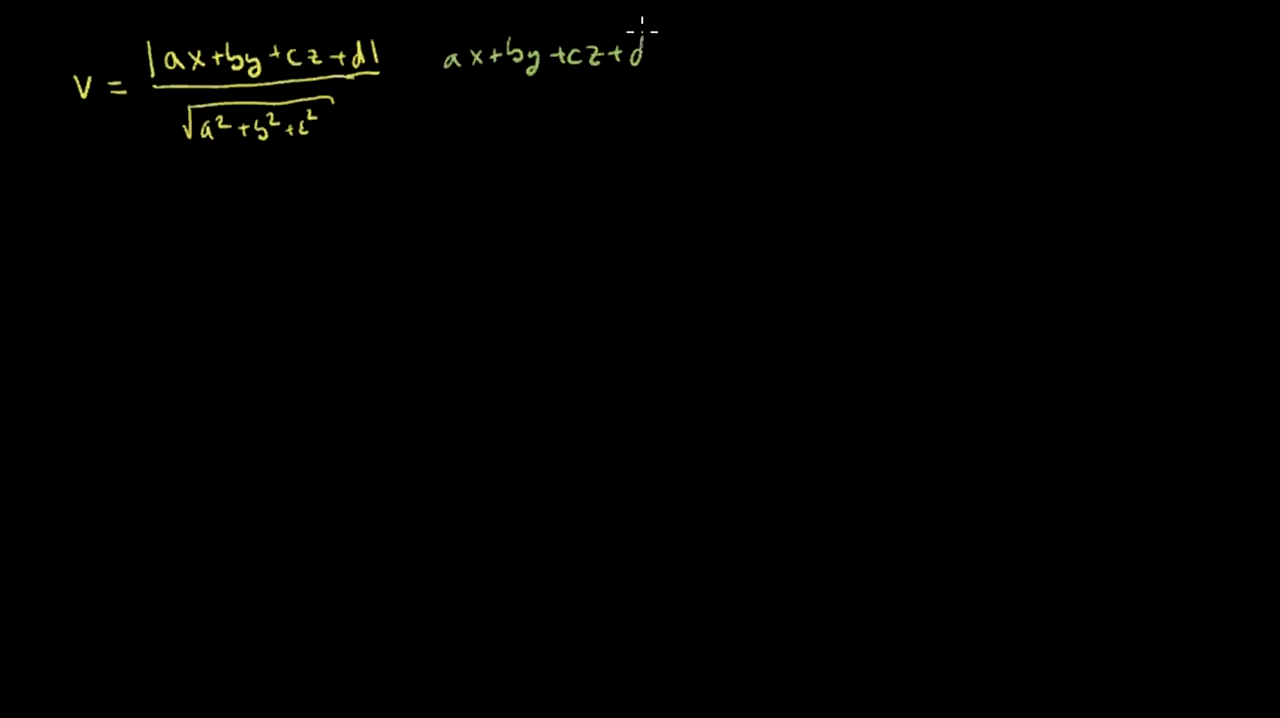 V = |ax+by+cz+d| / √a²+b²+c²
ax+by+cz+d